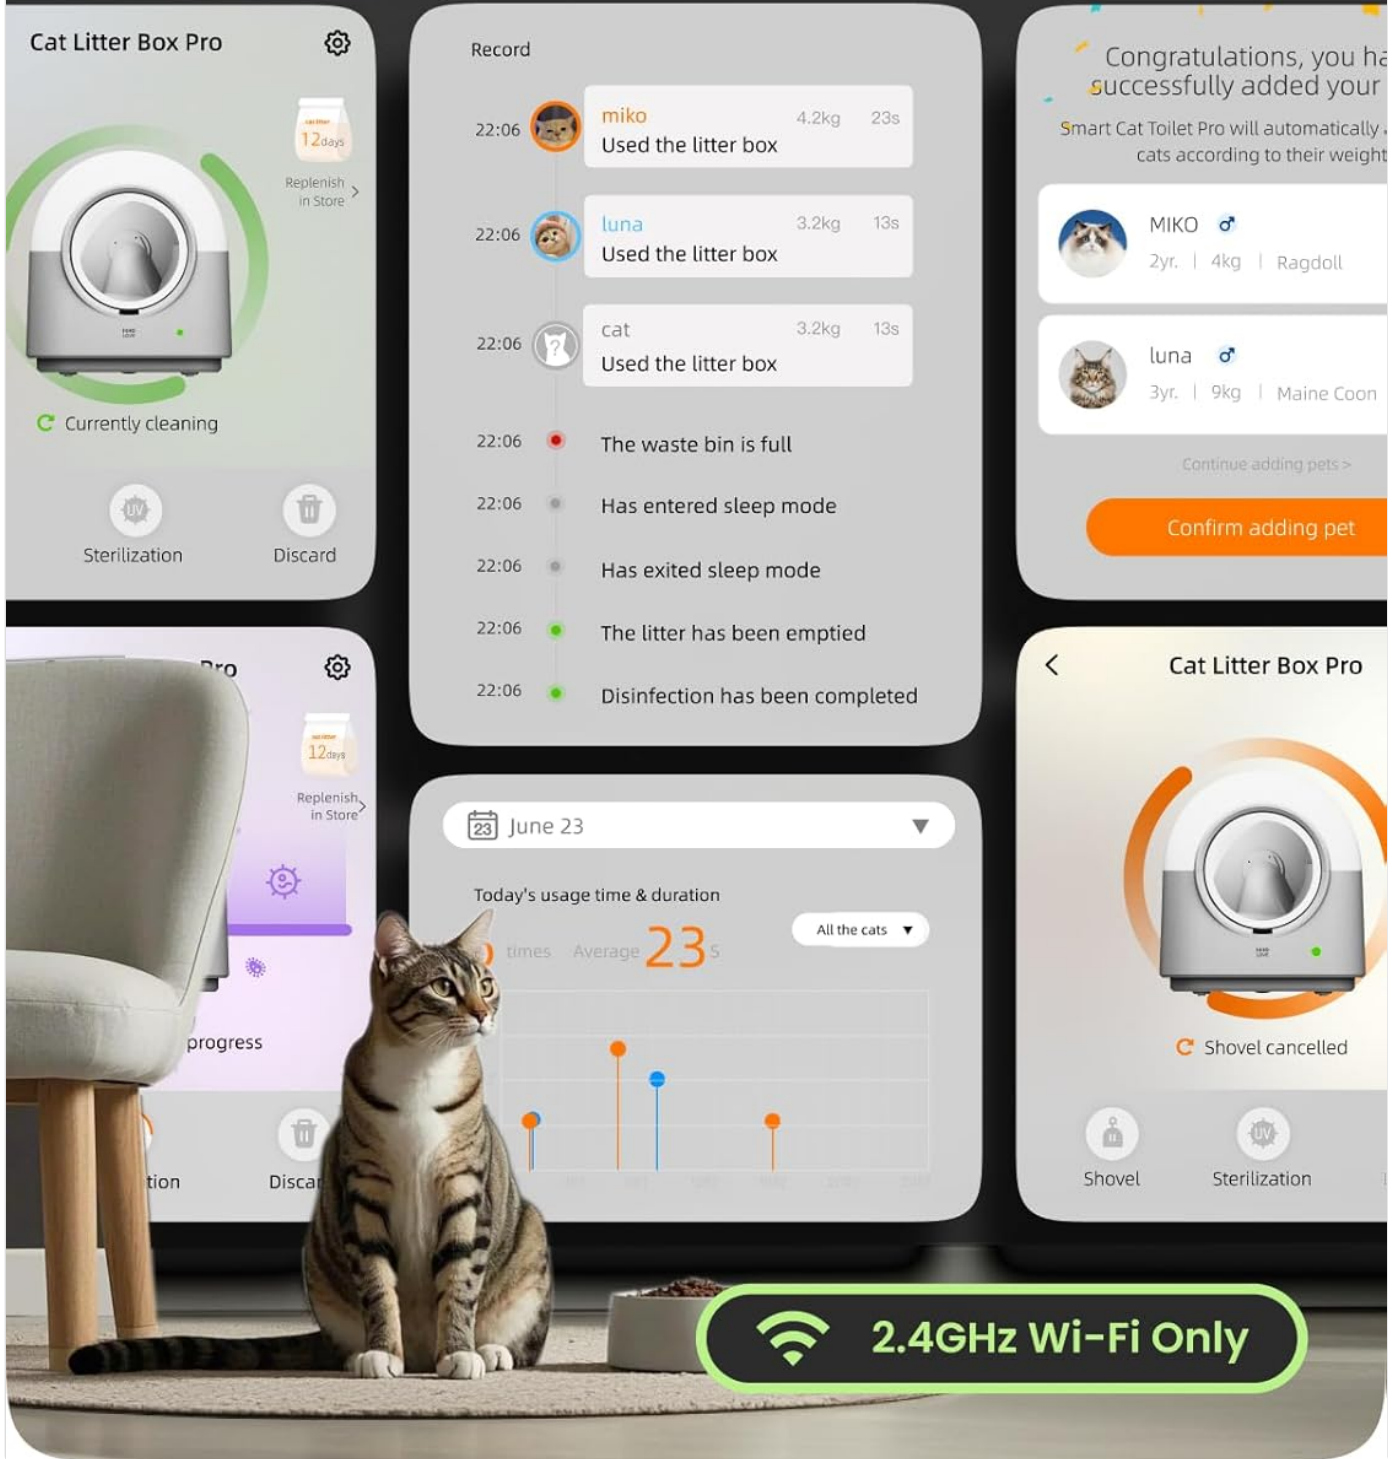 Cat Litter Box Pro
cat litter
12days
Replenish
in Store >
Currently cleaning
UV
Sterilization
Discard
Record
22:06
miko 4.2kg 23s
Used the litter box
22:06
luna 3.2kg 13s
Used the litter box
22:06
?
cat 3.2kg 13s
Used the litter box
22:06 The waste bin is full
22:06 Has entered sleep mode
22:06 Has exited sleep mode
22:06 The litter has been emptied
22:06 Disinfection has been completed
Congratulations, you ha
successfully added your
Smart Cat Toilet Pro will automatically
cats according to their weight
MIKO ♂
2yr. | 4kg | Ragdoll
luna ♂
3yr. | 9kg | Maine Coon
Continue adding pets >
Confirm adding pet
Pro
12days
Replenish
in Store >
progress
tion
Discar
23 June 23
Today's usage time & duration
times Average 23s
All the cats
Cat Litter Box Pro
Shovel cancelled
Shovel
UV
Sterilization
2.4GHz Wi-Fi Only